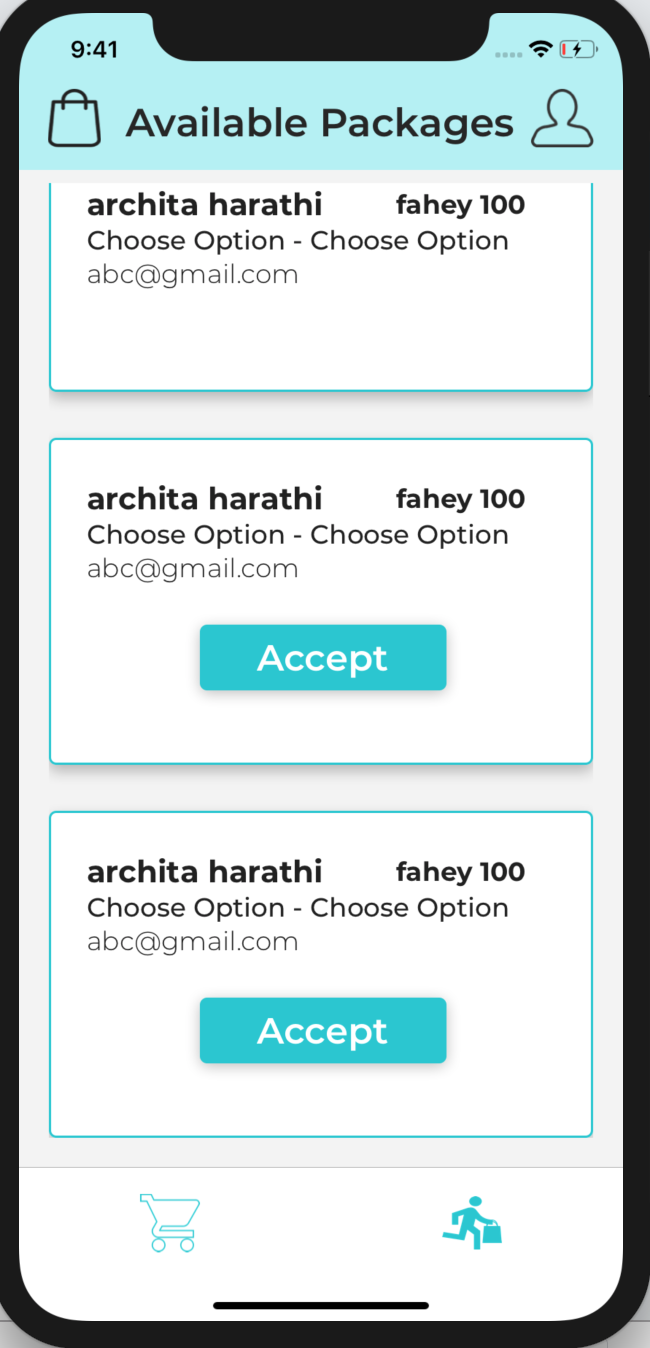 9:41
Available Packages
archita harathi fahey 100
Choose Option - Choose Option
abc@gmail.com
archita harathi fahey 100
Choose Option - Choose Option
abc@gmail.com
Accept
archita harathi fahey 100
Choose Option - Choose Option
abc@gmail.com
Accept